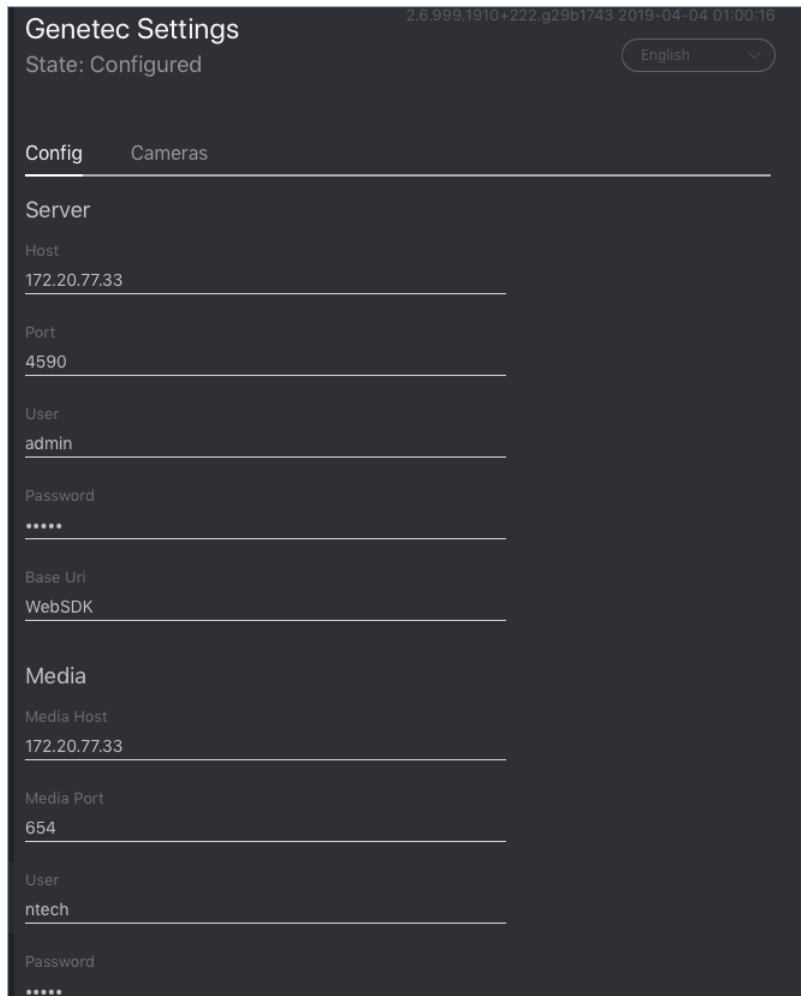 2.6.999.1910+222.g29b1743 2019-04-04 01:00:16
Genetec Settings
State: Configured
English
Config Cameras
Server
Host
172.20.77.33
Port
4590
User
admin
Password
•••••
Base Uri
WebSDK
Media
Media Host
172.20.77.33
Media Port
654
User
ntech
Password
•••••